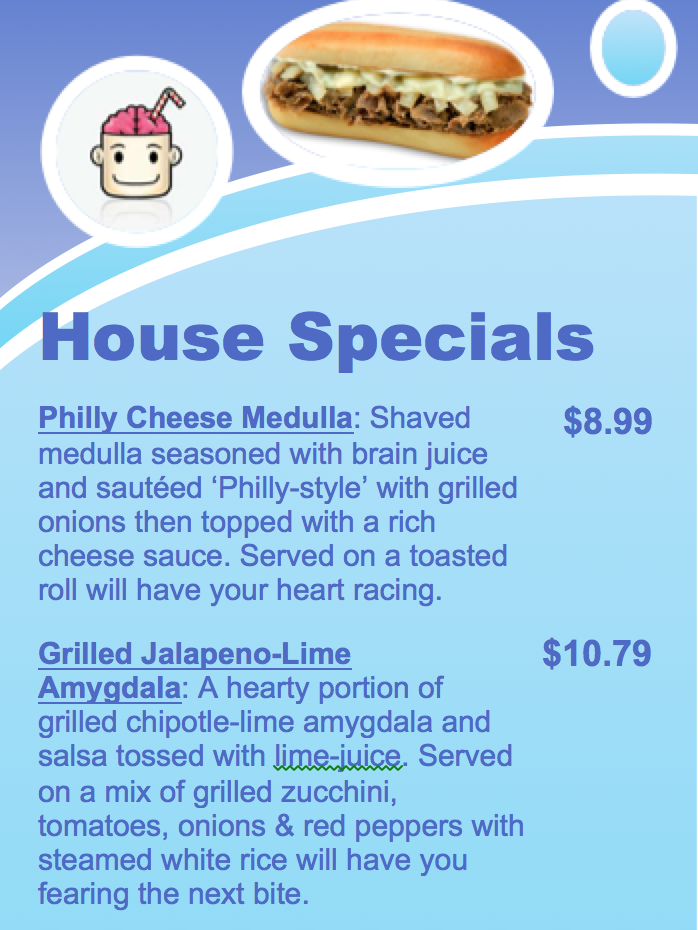 House Specials
Philly Cheese Medulla: Shaved $8.99
medulla seasoned with brain juice
and sautéed ‘Philly-style’ with grilled
onions then topped with a rich
cheese sauce. Served on a toasted
roll will have your heart racing.
Grilled Jalapeno-Lime $10.79
Amygdala: A hearty portion of
grilled chipotle-lime amygdala and
salsa tossed with lime-juice. Served
on a mix of grilled zucchini,
tomatoes, onions & red peppers with
steamed white rice will have you
fearing the next bite.